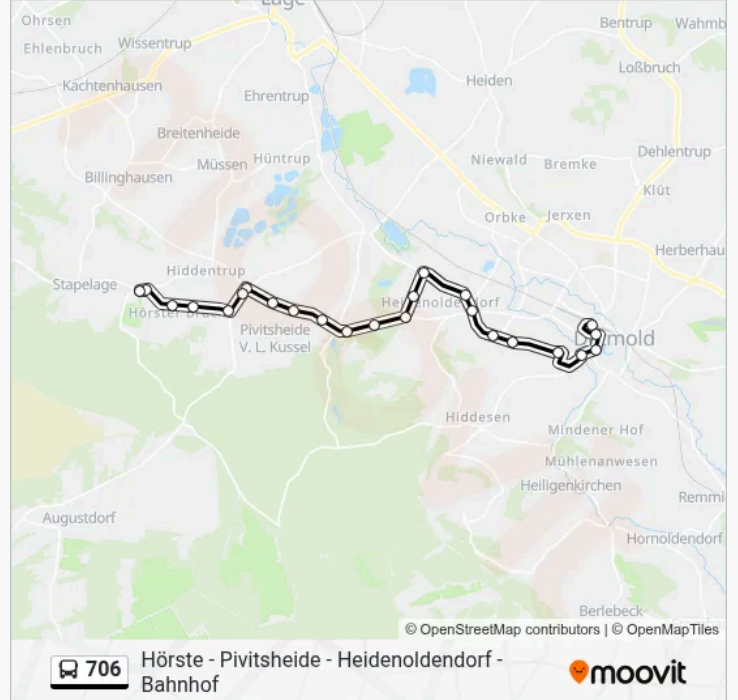 Lage
Ohrsen
Bentrup
Wahmb
Ehlenbruch
Wissentrup
Loßbruch
Kachtenhausen
Heiden
Ehrentrup
Breitenheide
Müssen
Hüntrup
Niewald
Bremke
Dehlentrup
Billinghausen
Klüt
Orbke
Jerxen
Herberhau
Hiddentrup
Stapelage
Pivitsheide
V. L. Kussel
Hiddesen
Mindener Hof
Mühlenanwesen
Heiligenkirchen
Remmi
Augustdorf
Hornoldendorf
Berlebeck
© OpenStreetMap contributors | © OpenMapTiles
706
Hörste - Pivitsheide - Heidenoldendorf -
Bahnhof
moovit